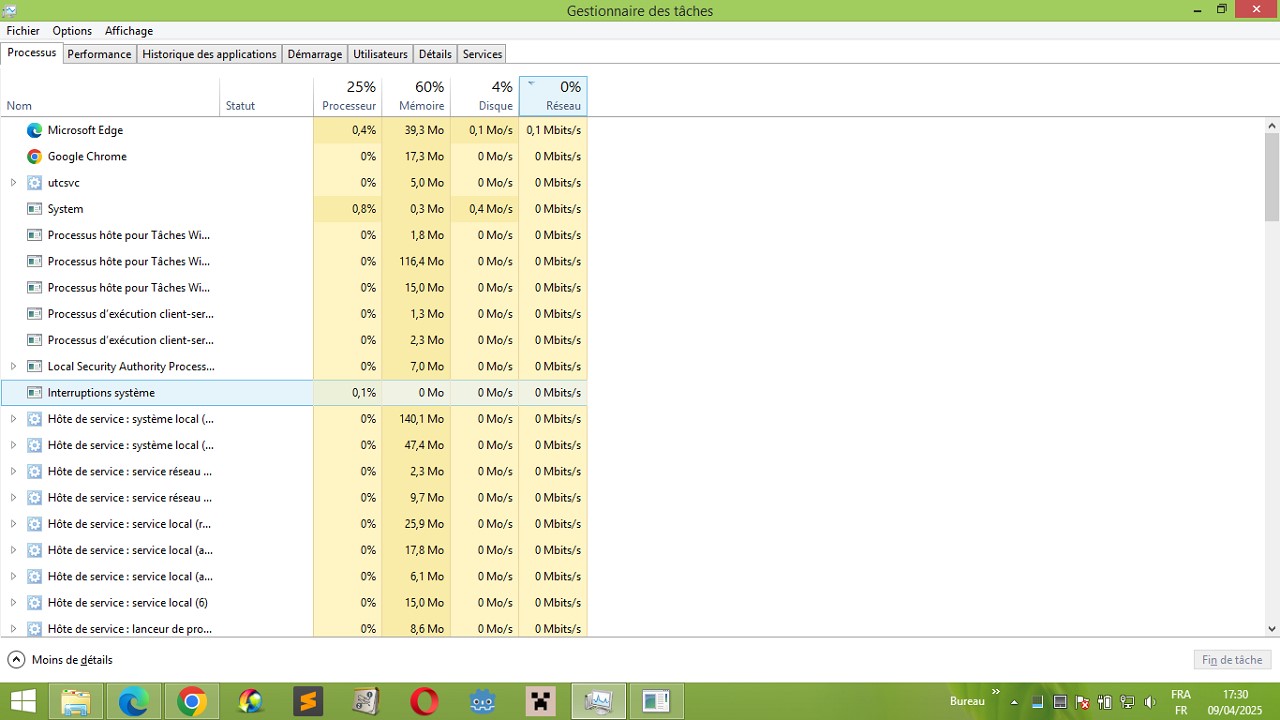 Gestionnaire des tâches
Fichier Options Affichage
Processus Performance Historique des applications Démarrage Utilisateurs Détails Services
25% 60% 4% 0%
Nom Statut Processeur Mémoire Disque Réseau
Microsoft Edge 0,4% 39,3 Mo 0,1 Mo/s 0,1 Mbits/s
Google Chrome 0% 17,3 Mo 0 Mo/s 0 Mbits/s
utcsvc 0% 5,0 Mo 0 Mo/s 0 Mbits/s
System 0,8% 0,3 Mo 0,4 Mo/s 0 Mbits/s
Processus hôte pour Tâches Wi... 0% 1,8 Mo 0 Mo/s 0 Mbits/s
Processus hôte pour Tâches Wi... 0% 116,4 Mo 0 Mo/s 0 Mbits/s
Processus hôte pour Tâches Wi... 0% 15,0 Mo 0 Mo/s 0 Mbits/s
Processus d'exécution client-ser... 0% 1,3 Mo 0 Mo/s 0 Mbits/s
Processus d'exécution client-ser... 0% 2,3 Mo 0 Mo/s 0 Mbits/s
Local Security Authority Process... 0% 7,0 Mo 0 Mo/s 0 Mbits/s
Interruptions système 0,1% 0 Mo 0 Mo/s 0 Mbits/s
Hôte de service : système local (... 0% 140,1 Mo 0 Mo/s 0 Mbits/s
Hôte de service : système local (... 0% 47,4 Mo 0 Mo/s 0 Mbits/s
Hôte de service : service réseau ... 0% 2,3 Mo 0 Mo/s 0 Mbits/s
Hôte de service : service réseau ... 0% 9,7 Mo 0 Mo/s 0 Mbits/s
Hôte de service : service local (r... 0% 25,9 Mo 0 Mo/s 0 Mbits/s
Hôte de service : service local (a... 0% 17,8 Mo 0 Mo/s 0 Mbits/s
Hôte de service : service local (a... 0% 6,1 Mo 0 Mo/s 0 Mbits/s
Hôte de service : service local (6) 0% 15,0 Mo 0 Mo/s 0 Mbits/s
Hôte de service : lanceur de pro... 0% 8,6 Mo 0 Mo/s 0 Mbits/s
Moins de détails Fin de tâche
Bureau FRA 17:30
FR 09/04/2025